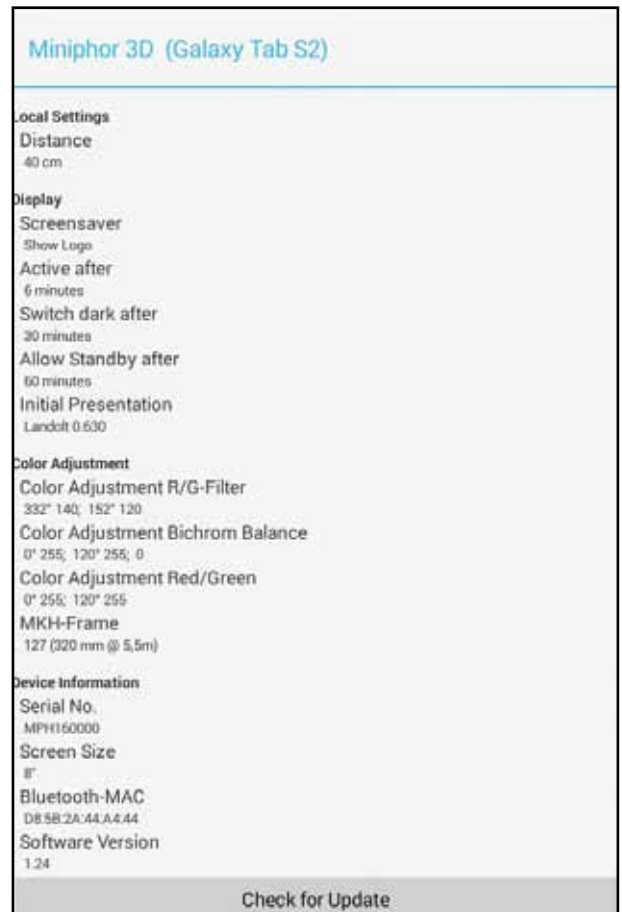 Miniphor 3D (Galaxy Tab S2)
Local Settings
Distance
40 cm
Display
Screensaver
Show Logo
Active after
6 minutes
Switch dark after
30 minutes
Allow Standby after
60 minutes
Initial Presentation
Landolt 0.630
Color Adjustment
Color Adjustment R/G-Filter
332° 140; 152° 120
Color Adjustment Bichrom Balance
0° 255; 120° 255; 0
Color Adjustment Red/Green
0° 255; 120° 255
MKH-Frame
127 (320 mm @ 5,5m)
Device Information
Serial No.
MPH160000
Screen Size
8"
Bluetooth-MAC
D8:5B:2A:44:A4:44
Software Version
1.24
Check for Update